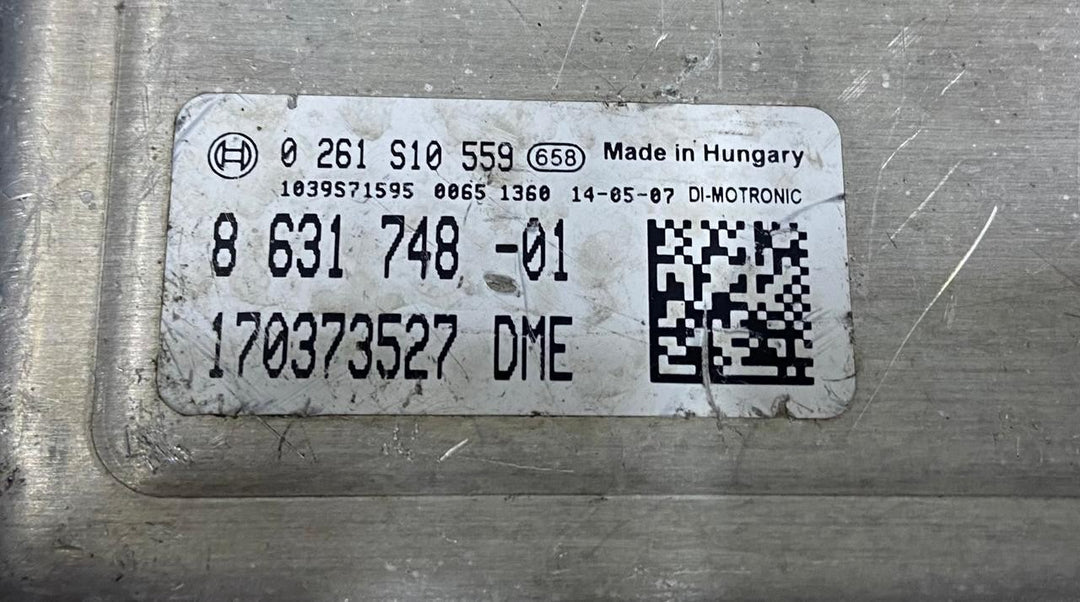 0 261 S10 559 658 Made in Hungary
1039S71595 0065 1360 14-05-07 DI-MOTRONIC
8 631 748 -01
170373527 DME